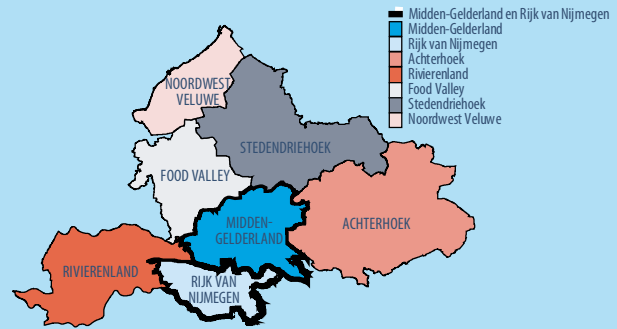 Midden-Gelderland en Rijk van Nijmegen
Midden-Gelderland
Rijk van Nijmegen
Achterhoek
Rivierenland
Food Valley
Stedendriehoek
Noordwest Veluwe
NOORDWEST
VELUWE
STEDENDRIEHOEK
FOOD VALLEY
MIDDEN-
GELDERLAND
ACHTERHOEK
RIVIERENLAND
RIJK VAN
NIJMEGEN